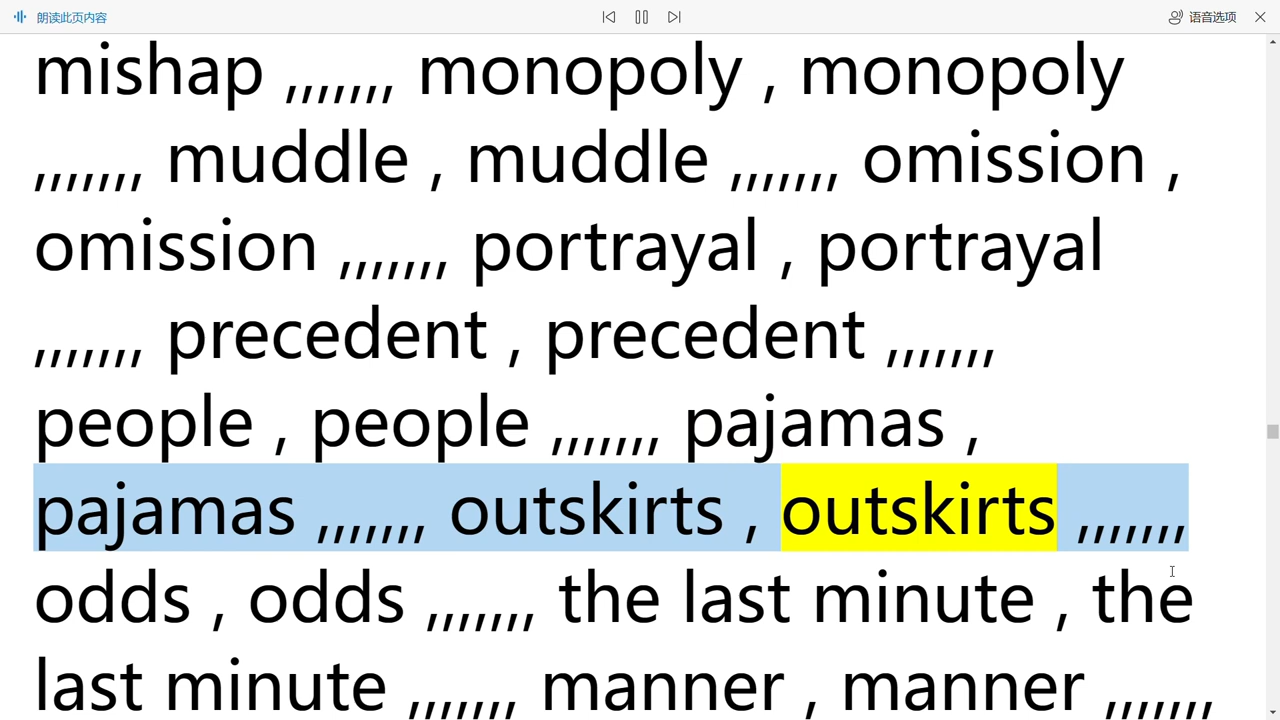 朗读此页内容
语音选项
mishap ,,,,,,, monopoly , monopoly
,,,,,,, muddle , muddle ,,,,,,, omission ,
omission ,,,,,,, portrayal , portrayal
,,,,,,, precedent , precedent ,,,,,,,
people , people ,,,,,,, pajamas ,
pajamas ,,,,,,, outskirts , outskirts ,,,,,,,
odds , odds ,,,,,,, the last minute , the
last minute ,,,,,,, manner , manner ,,,,,,,